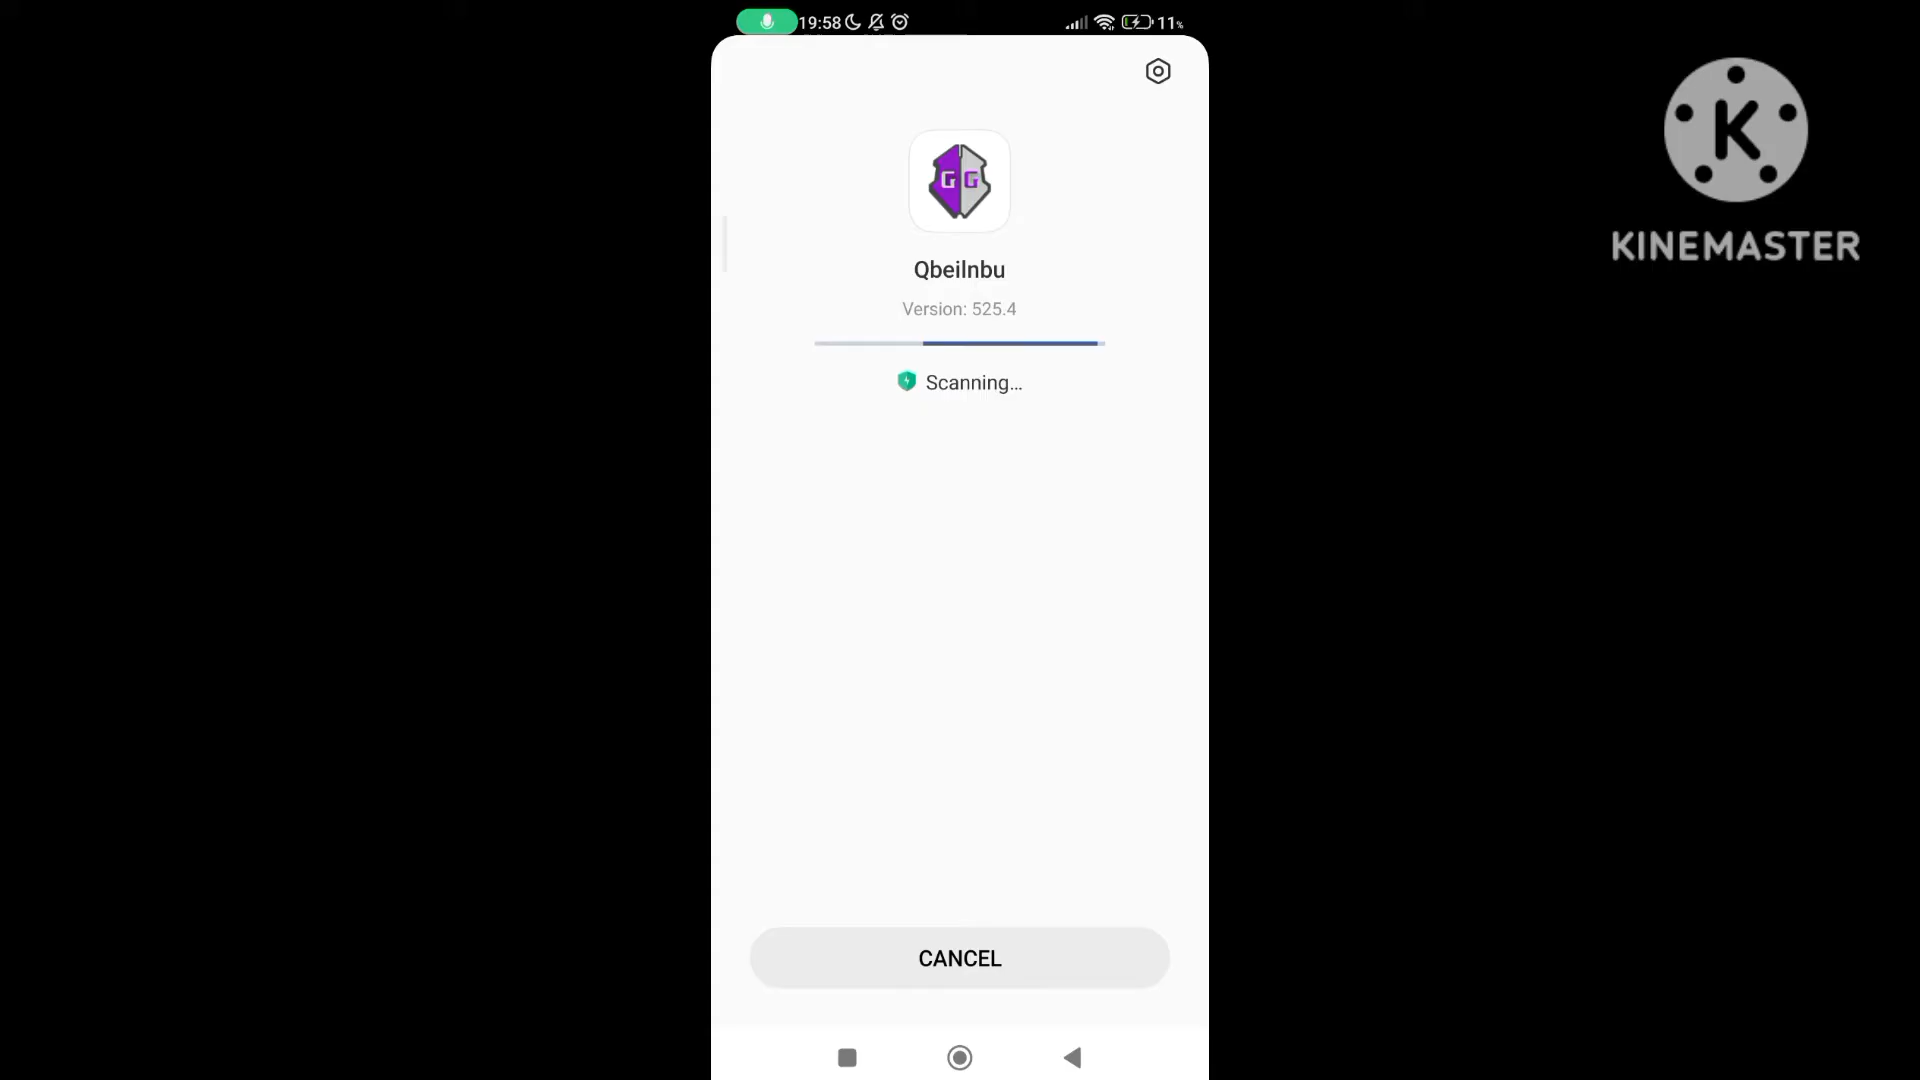 19:58
11%
GG
Qbeilnbu
Version: 525.4
Scanning...
CANCEL
K
KINEMASTER